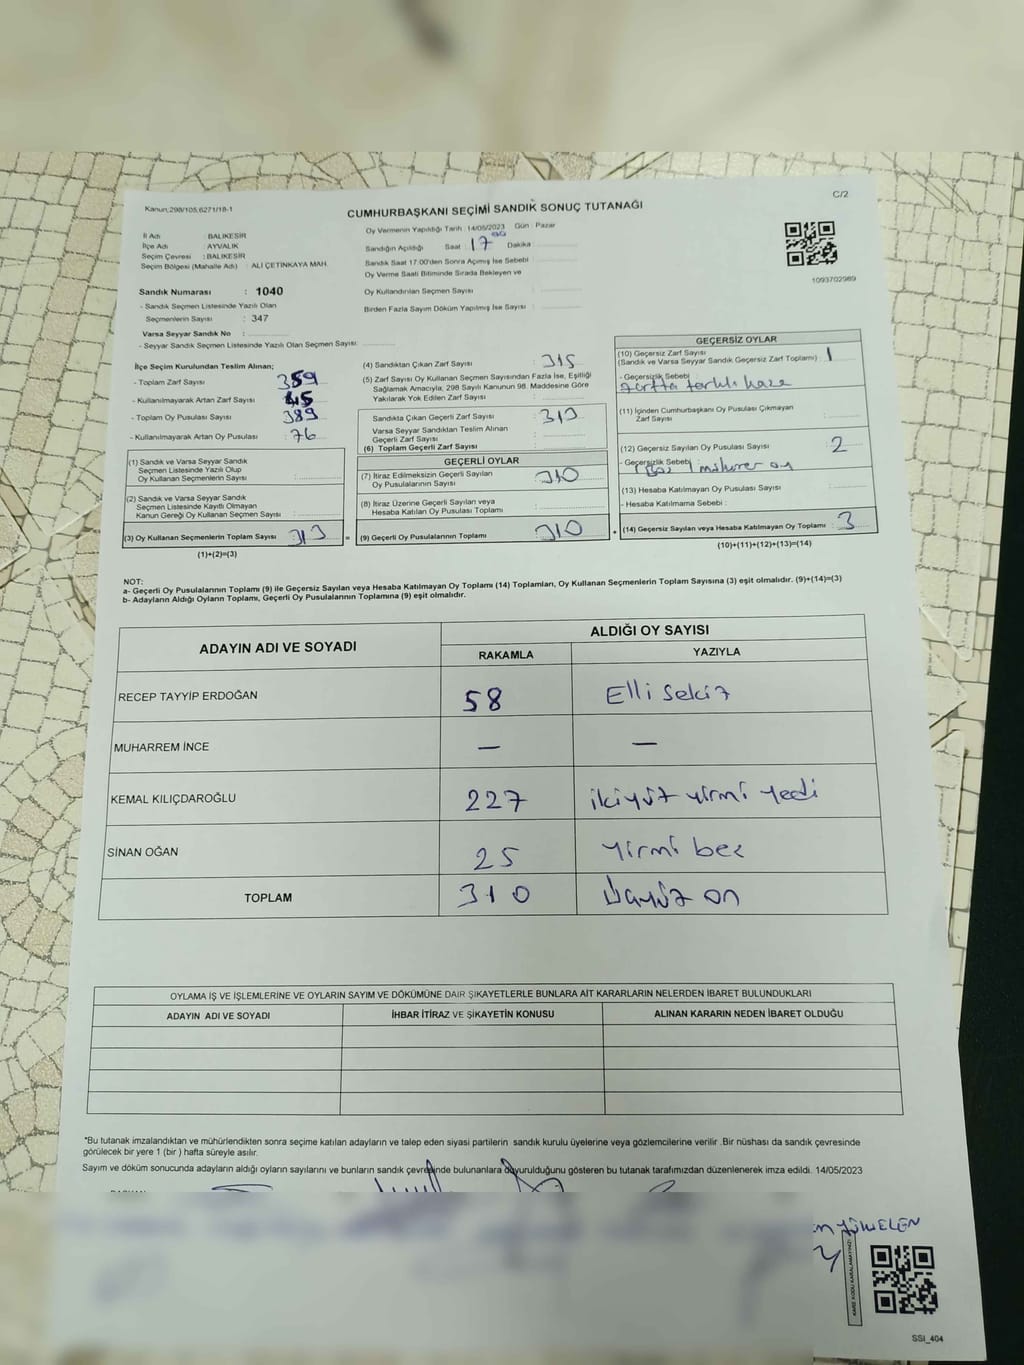 Kanun;298/105,6271/18-1
C/2
CUMHURBAŞKANI SEÇİMİ SANDIK SONUÇ TUTANAĞI
İl Adı : BALIKESİR
İlçe Adı : AYVALIK
Seçim Çevresi : BALIKESİR
Seçim Bölgesi (Mahalle Adı) : ALİ ÇETİNKAYA MAH.
Oy Vermenin Yapıldığı Tarih : 14/05/2023 Gün : Pazar
Sandığın Açıldığı Saat : 17 00 Dakika :
Sandık Saat 17:00'den Sonra Açımış İse Sebebi :
Oy Verme Saati Bitiminde Sırada Bekleyen ve
Oy Kullandırılan Seçmen Sayısı :
Birden Fazla Sayım Döküm Yapılmış İse Sayısı :
1093702989
Sandık Numarası : 1040
- Sandık Seçmen Listesinde Yazılı Olan
Seçmenlerin Sayısı : 347
Varsa Seyyar Sandık No :
- Seyyar Sandık Seçmen Listesinde Yazılı Olan Seçmen Sayısı:
İlçe Seçim Kurulundan Teslim Alınan;
- Toplam Zarf Sayısı : 359
- Kullanılmayarak Artan Zarf Sayısı :
- Toplam Oy Pusulası Sayısı : 389
- Kullanılmayarak Artan Oy Pusulası : 76
(1) Sandık ve Varsa Seyyar Sandık
Seçmen Listesinde Yazılı Olup
Oy Kullanan Seçmenlerin Sayısı :
(2) Sandık ve Varsa Seyyar Sandık
Seçmen Listesinde Kayıtlı Olmayan
Kanun Gereği Oy Kullanan Seçmen Sayısı :
(3) Oy Kullanan Seçmenlerin Toplam Sayısı : 313 =
(1)+(2)=(3)
(4) Sandıktan Çıkan Zarf Sayısı : 315
(5) Zarf Sayısı Oy Kullanan Seçmen Sayısından Fazla İse, Eşitliği
Sağlamak Amacıyla, 298 Sayılı Kanunun 98. Maddesine Göre
Yakılarak Yok Edilen Zarf Sayısı :
Sandıkta Çıkan Geçerli Zarf Sayısı :
Varsa Seyyar Sandıktan Teslim Alınan
Geçerli Zarf Sayısı :
(6) Toplam Geçerli Zarf Sayısı :
GEÇERLİ OYLAR
(7) İtiraz Edilmeksizin Geçerli Sayılan
Oy Pusulalarının Sayısı : 310
(8) İtiraz Üzerine Geçerli Sayılan veya
Hesaba Katılan Oy Pusulası Toplamı :
(9) Geçerli Oy Pusulalarının Toplamı : 310 +
GEÇERSİZ OYLAR
(10) Geçersiz Zarf Sayısı
(Sandık ve Varsa Seyyar Sandık Geçersiz Zarf Toplamı) : 1
- Geçersizlik Sebebi :
(11) İçinden Cumhurbaşkanı Oy Pusulası Çıkmayan
Zarf Sayısı :
(12) Geçersiz Sayılan Oy Pusulası Sayısı : 2
- Geçersizlik Sebebi :
(13) Hesaba Katılmayan Oy Pusulası Sayısı :
- Hesaba Katılmama Sebebi :
(14) Geçersiz Sayılan veya Hesaba Katılmayan Oy Toplamı : 3
(10)+(11)+(12)+(13)=(14)
NOT:
a- Geçerli Oy Pusulalarının Toplamı (9) ile Geçersiz Sayılan veya Hesaba Katılmayan Oy Toplamı (14) Toplamları, Oy Kullanan Seçmenlerin Toplam Sayısına (3) eşit olmalıdır. (9)+(14)=(3)
b- Adayların Aldığı Oyların Toplamı, Geçerli Oy Pusulalarının Toplamına (9) eşit olmalıdır.
ADAYIN ADI VE SOYADI ALDIĞI OY SAYISI
RAKAMLA YAZIYLA
RECEP TAYYİP ERDOĞAN 58 Elli sekiz
MUHARREM İNCE — —
KEMAL KILIÇDAROĞLU 227 ikiyüz yirmi yedi
SİNAN OĞAN 25 yirmi beş
TOPLAM 310 üçyüz on
OYLAMA İŞ VE İŞLEMLERİNE VE OYLARIN SAYIM VE DÖKÜMÜNE DAİR ŞİKAYETLERLE BUNLARA AİT KARARLARIN NELERDEN İBARET BULUNDUKLARI
ADAYIN ADI VE SOYADI İHBAR İTİRAZ VE ŞİKAYETİN KONUSU ALINAN KARARIN NEDEN İBARET OLDUĞU
*Bu tutanak imzalandıktan ve mühürlendikten sonra seçime katılan adayların ve talep eden siyasi partilerin sandık kurulu üyelerine veya gözlemcilerine verilir .Bir nüshası da sandık çevresinde
görülecek bir yere 1 (bir ) hafta süreyle asılır.
Sayım ve döküm sonucunda adayların aldığı oyların sayılarını ve bunların sandık çevresinde bulunanlara duyurulduğunu gösteren bu tutanak tarafımızdan düzenlenerek imza edildi. 14/05/2023
KARE KODU KARALAMAYINIZ
SSİ_404